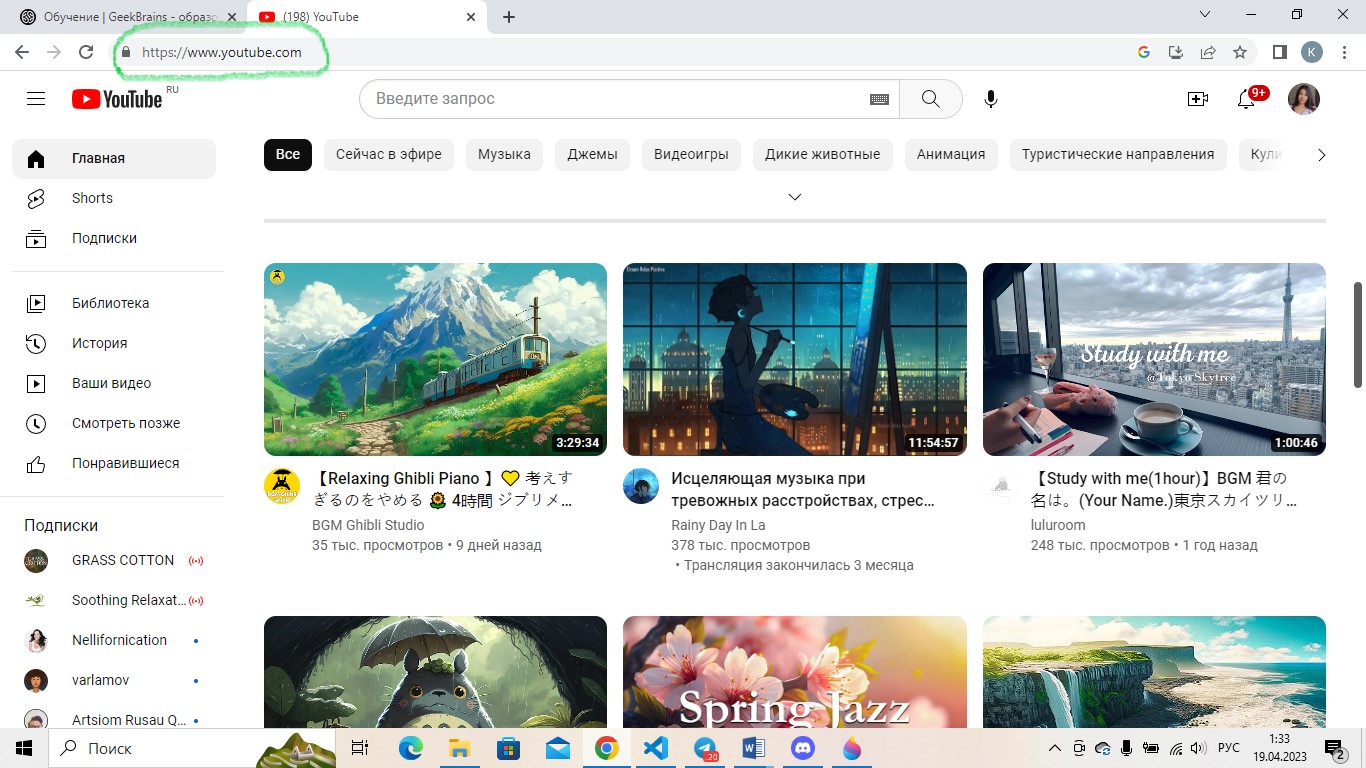 Обучение | GeekBrains - образо
(198) YouTube
https://www.youtube.com
K
YouTube RU
Введите запрос
9+
Главная
Shorts
Подписки
Библиотека
История
Ваши видео
Смотреть позже
Понравившиеся
Подписки
GRASS COTTON
Soothing Relaxat...
Nellifornication
varlamov
Artsiom Rusau Q...
Все
Сейчас в эфире
Музыка
Джемы
Видеоигры
Дикие животные
Анимация
Туристические направления
Кули
3:29:34
【Relaxing Ghibli Piano 】💛 考えす
ぎるのをやめる 🌻 4時間 ジブリメ...
BGM Ghibli Studio
35 тыс. просмотров • 9 дней назад
11:54:57
Исцеляющая музыка при
тревожных расстройствах, стрес...
Rainy Day In La
378 тыс. просмотров
• Трансляция закончилась 3 месяца
Study with me
@Tokyo Skytree
1:00:46
【Study with me(1hour)】BGM 君の
名は。(Your Name.)東京スカイツリ...
luluroom
248 тыс. просмотров • 1 год назад
Spring Jazz
Поиск
..20
РУС
1:33
19.04.2023
2